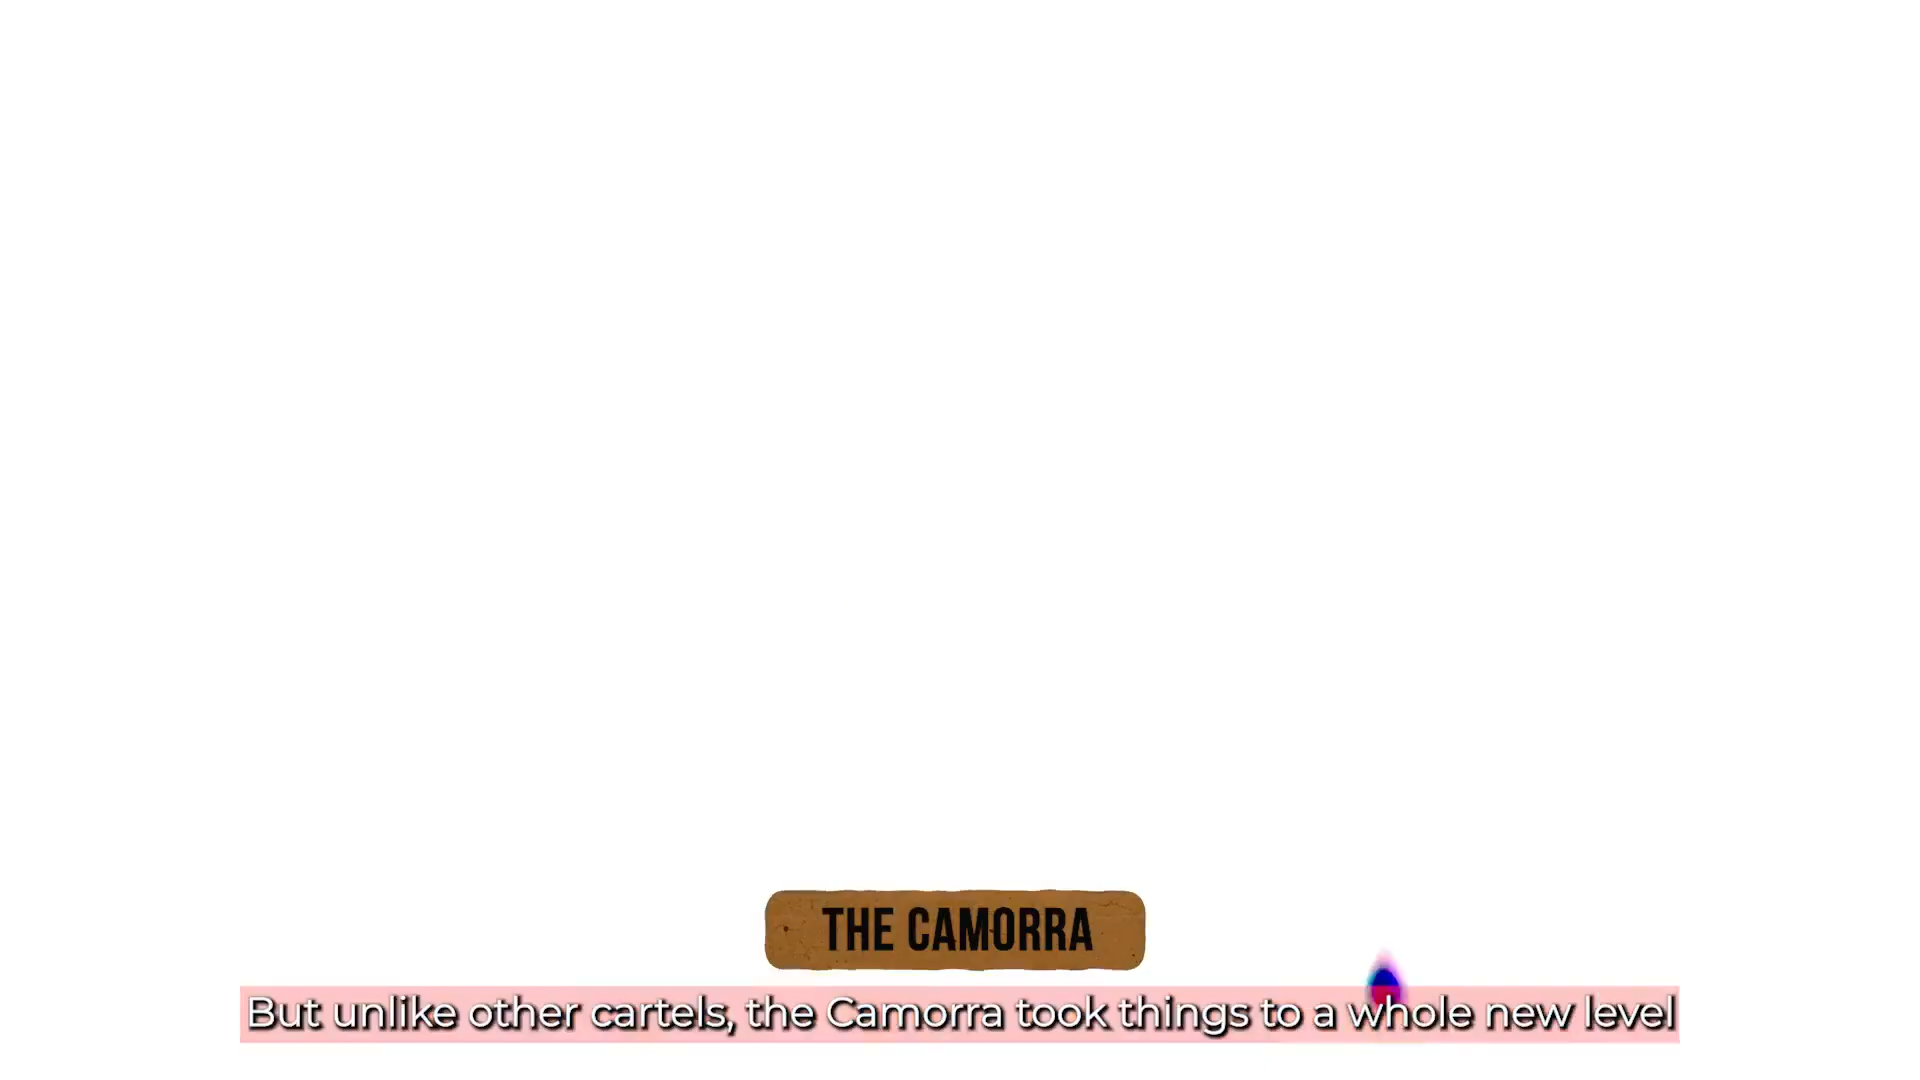 THE CAMORRA
But unlike other cartels, the Camorra took things to a whole new level